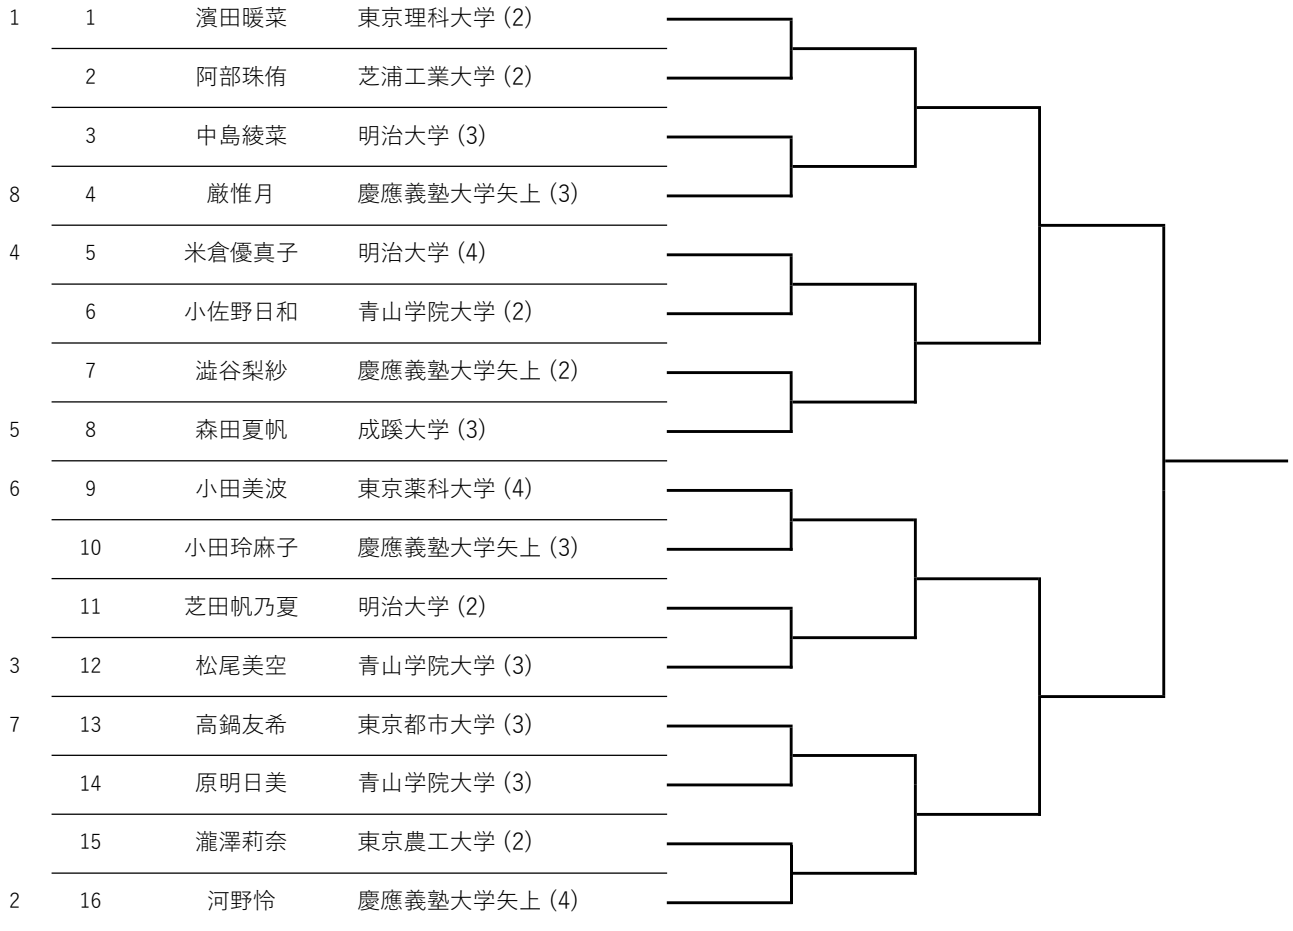 1 1 濱田暖菜 東京理科大学 (2)
2 阿部珠侑 芝浦工業大学 (2)
3 中島綾菜 明治大学 (3)
8 4 厳惟月 慶應義塾大学矢上 (3)
4 5 米倉優真子 明治大学 (4)
6 小佐野日和 青山学院大学 (2)
7 澁谷梨紗 慶應義塾大学矢上 (2)
5 8 森田夏帆 成蹊大学 (3)
6 9 小田美波 東京薬科大学 (4)
10 小田玲麻子 慶應義塾大学矢上 (3)
11 芝田帆乃夏 明治大学 (2)
3 12 松尾美空 青山学院大学 (3)
7 13 高鍋友希 東京都市大学 (3)
14 原明日美 青山学院大学 (3)
15 瀧澤莉奈 東京農工大学 (2)
2 16 河野怜 慶應義塾大学矢上 (4)